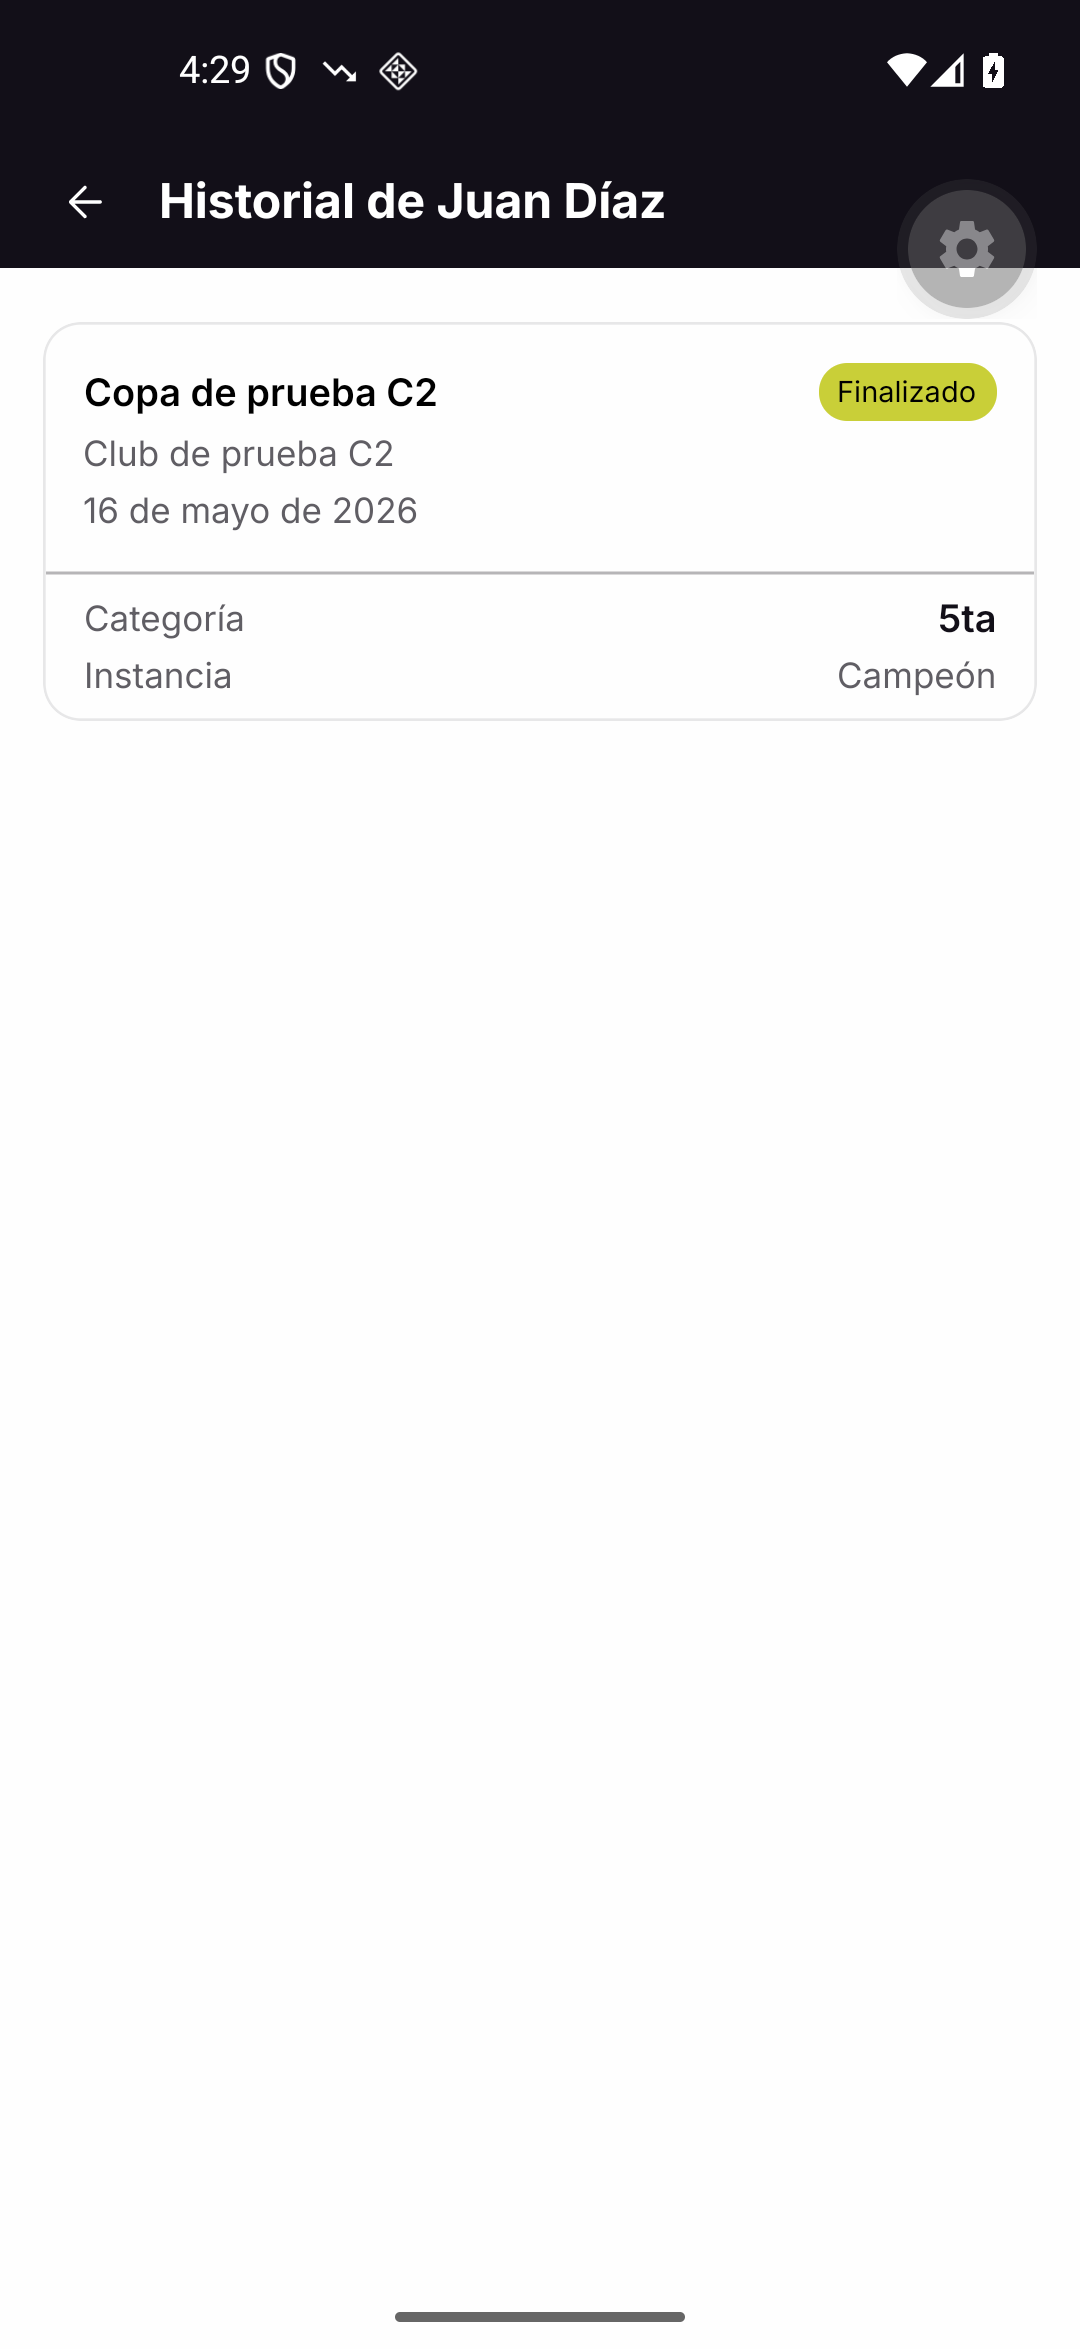 4:29
Historial de Juan Díaz
Copa de prueba C2
Finalizado
Club de prueba C2
16 de mayo de 2026
Categoría
5ta
Instancia
Campeón